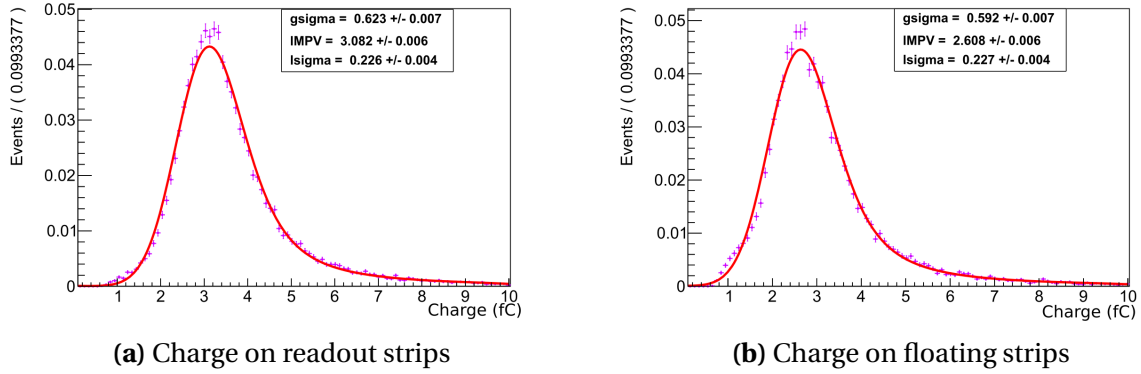 Events / ( 0.0993377)
0.05
0.04
0.03
0.02
0.01
0
gsigma = 0.623 +/- 0.007
lMPV = 3.082 +/- 0.006
lsigma = 0.226 +/- 0.004
1 2 3 4 5 6 7 8 9 10
Charge (fC)
(a) Charge on readout strips
Events / ( 0.0993377)
0.05
0.04
0.03
0.02
0.01
0
gsigma = 0.592 +/- 0.007
lMPV = 2.608 +/- 0.006
lsigma = 0.227 +/- 0.004
1 2 3 4 5 6 7 8 9 10
Charge (fC)
(b) Charge on floating strips